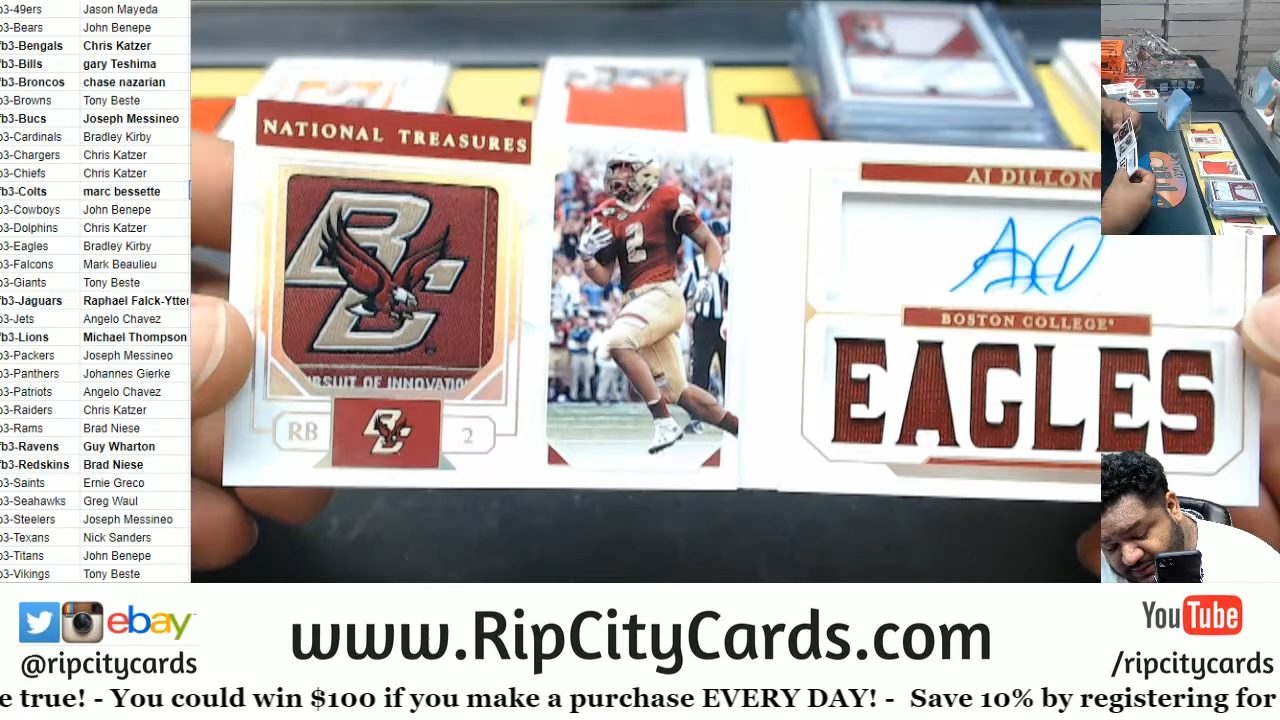 b3-49ers Jason Mayeda
b3-Bears John Benepe
fb3-Bengals Chris Katzer
fb3-Bills gary Teshima
fb3-Broncos chase nazarian
b3-Browns Tony Beste
fb3-Bucs Joseph Messineo
b3-Cardinals Bradley Kirby
b3-Chargers Chris Katzer
b3-Chiefs Chris Katzer
fb3-Colts marc bessette
b3-Cowboys John Benepe
b3-Dolphins Chris Katzer
b3-Eagles Bradley Kirby
b3-Falcons Mark Beaulieu
b3-Giants Tony Beste
fb3-Jaguars Raphael Falck-Ytter
b3-Jets Angelo Chavez
fb3-Lions Michael Thompson
b3-Packers Joseph Messineo
b3-Panthers Johannes Gierke
b3-Patriots Angelo Chavez
b3-Raiders Chris Katzer
b3-Rams Brad Niese
fb3-Ravens Guy Wharton
fb3-Redskins Brad Niese
b3-Saints Ernie Greco
b3-Seahawks Greg Waul
b3-Steelers Joseph Messineo
b3-Texans Nick Sanders
b3-Titans John Benepe
b3-Vikings Tony Beste
NATIONAL TREASURES
BC
RSUIT OF INNOVATIO
RB
BC
2
2
AJ DILLON
BOSTON COLLEGE
EAGLES
ebay
@ripcitycards
www.RipCityCards.com
YouTube
/ripcitycards
e true! - You could win $100 if you make a purchase EVERY DAY! - Save 10% by registering for